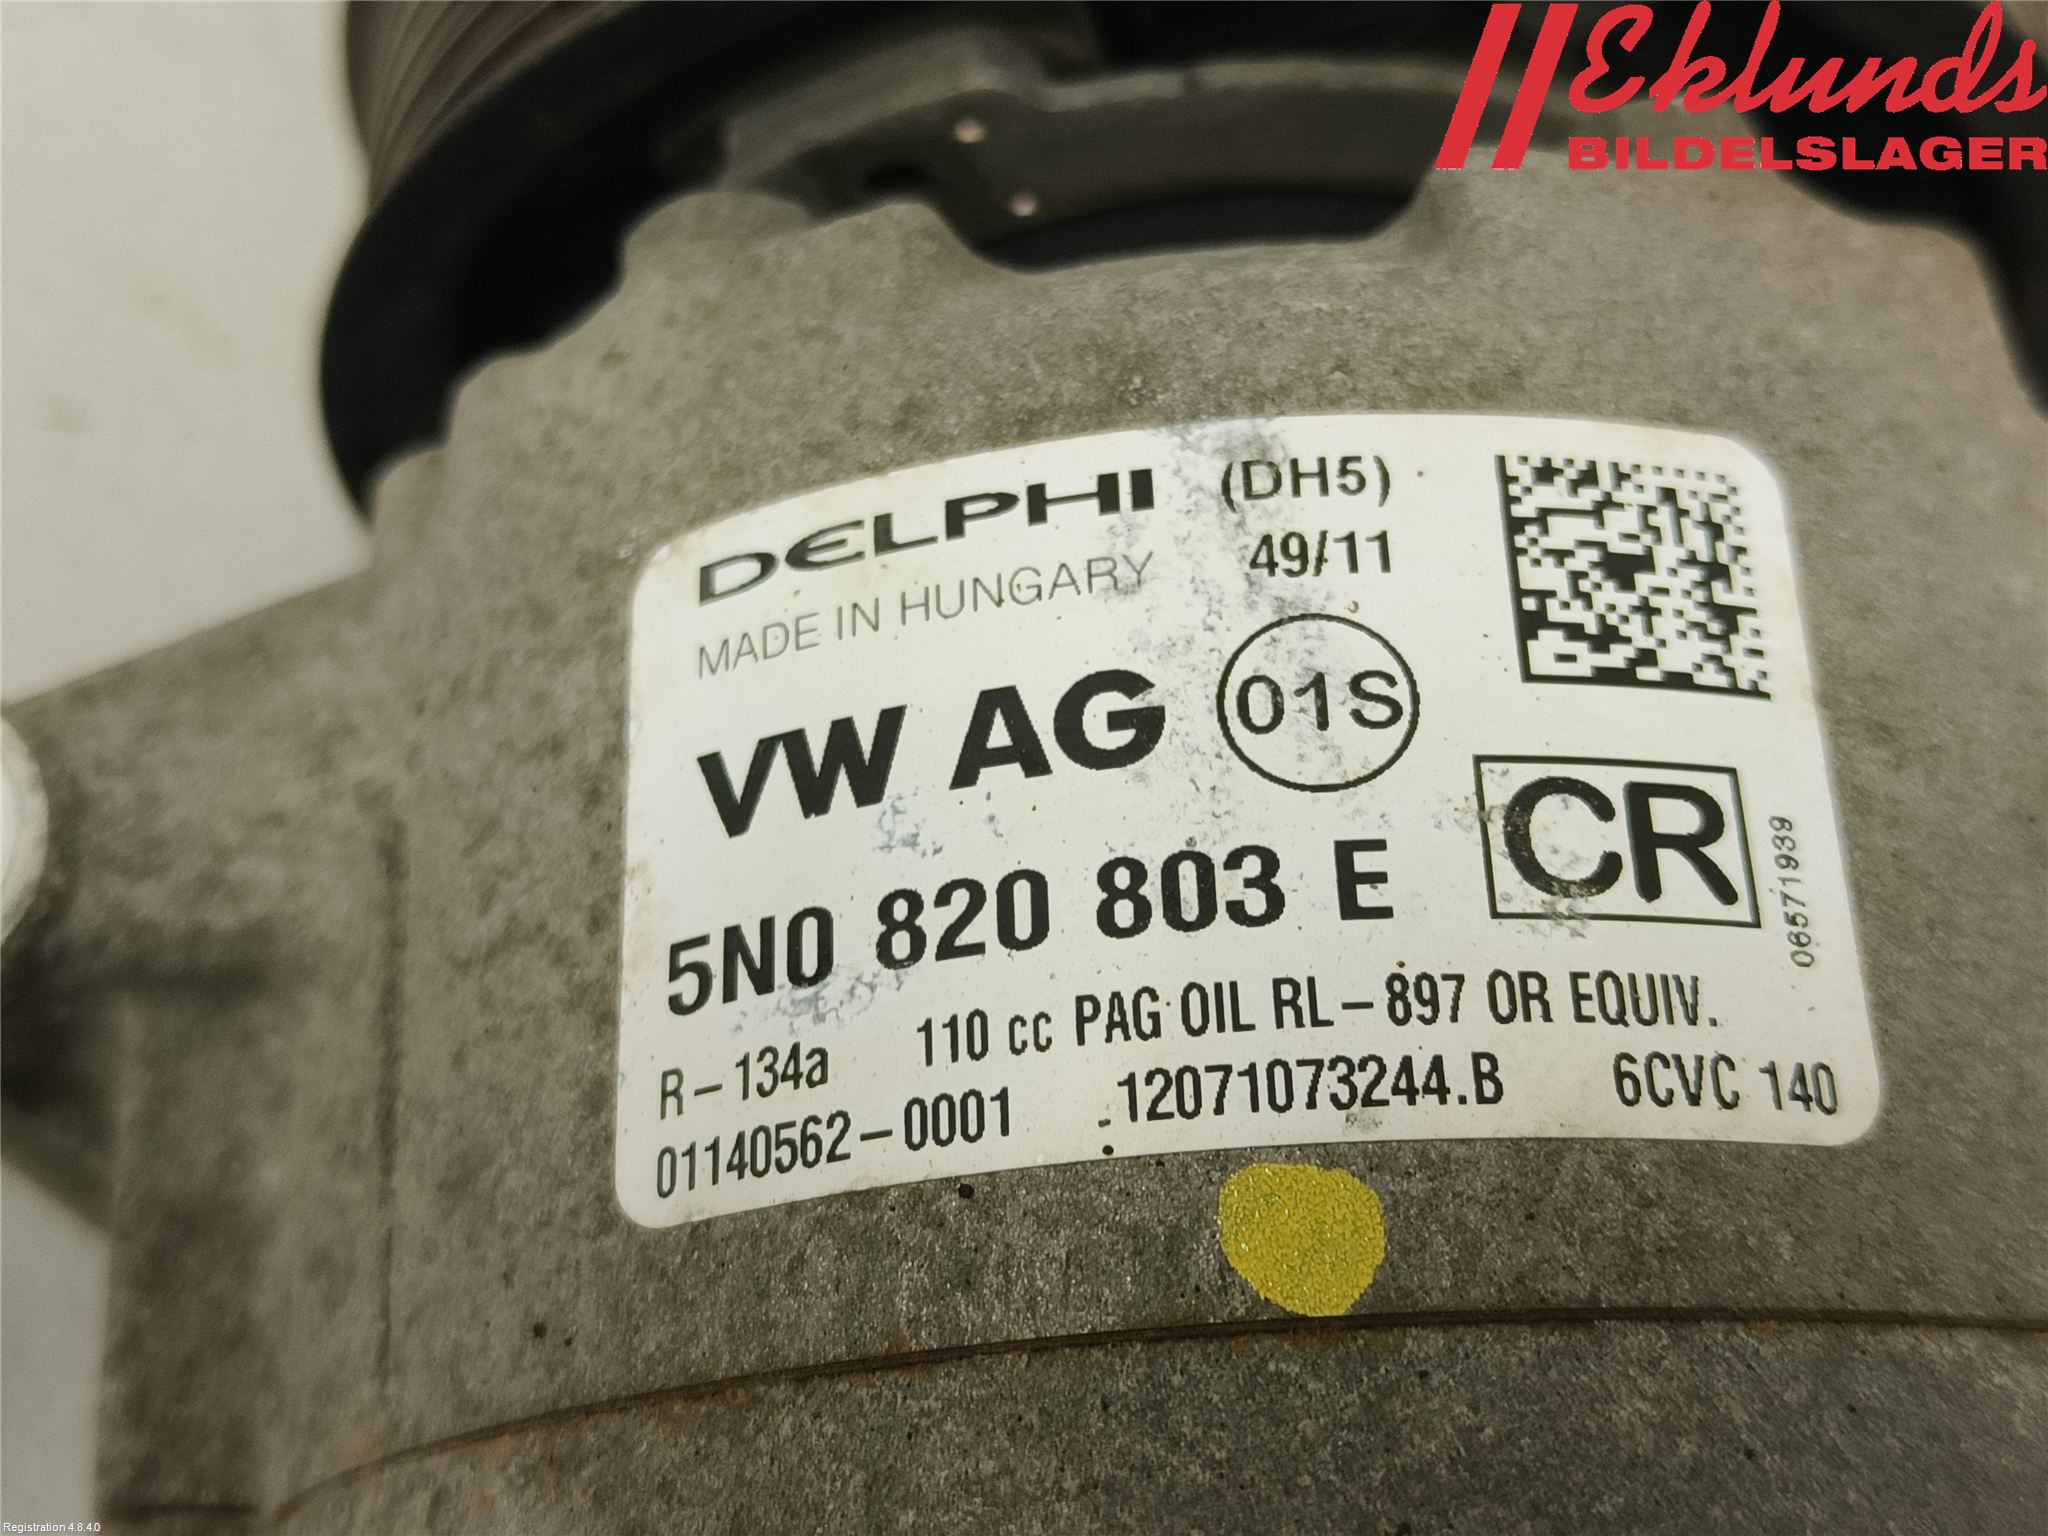 Eklunds
BILDELSLAGER
DELPHI (DH5)
MADE IN HUNGARY 49/11
VW AG 01S
CR
5N0 820 803 E
06571939
R-134a 110 cc PAG OIL RL-897 OR EQUIV.
01140562-0001 12071073244.B 6CVC 140
Registration 4.8.4.0